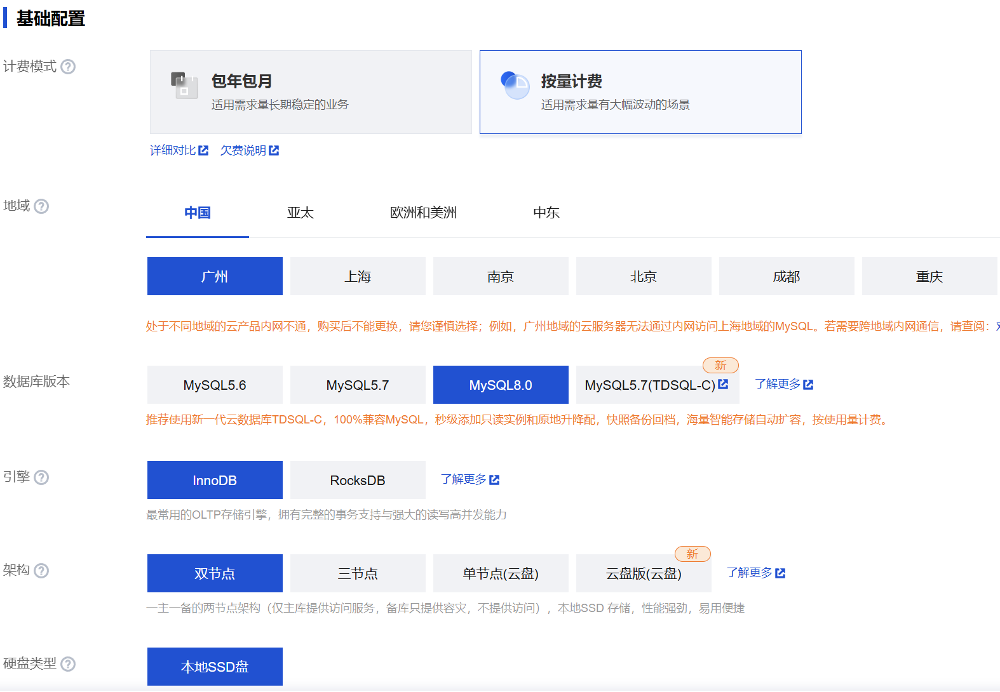 基础配置
计费模式
包年包月
适用需求量长期稳定的业务
按量计费
适用需求量有大幅波动的场景
详细对比 欠费说明
地域
中国 亚太 欧洲和美洲 中东
广州 上海 南京 北京 成都 重庆
处于不同地域的云产品内网不通，购买后不能更换，请您谨慎选择；例如，广州地域的云服务器无法通过内网访问上海地域的MySQL。若需要跨地域内网通信，请查阅：
数据库版本
MySQL5.6 MySQL5.7 MySQL8.0 MySQL5.7(TDSQL-C) 新 了解更多
推荐使用新一代云数据库TDSQL-C，100%兼容MySQL，秒级添加只读实例和原地升降配，快照备份回档，海量智能存储自动扩容，按使用量计费。
引擎
InnoDB RocksDB 了解更多
最常用的OLTP存储引擎，拥有完整的事务支持与强大的读写高并发能力
架构
双节点 三节点 单节点(云盘) 云盘版(云盘) 新 了解更多
一主一备的两节点架构（仅主库提供访问服务，备库只提供容灾，不提供访问），本地SSD 存储，性能强劲，易用便捷
硬盘类型
本地SSD盘